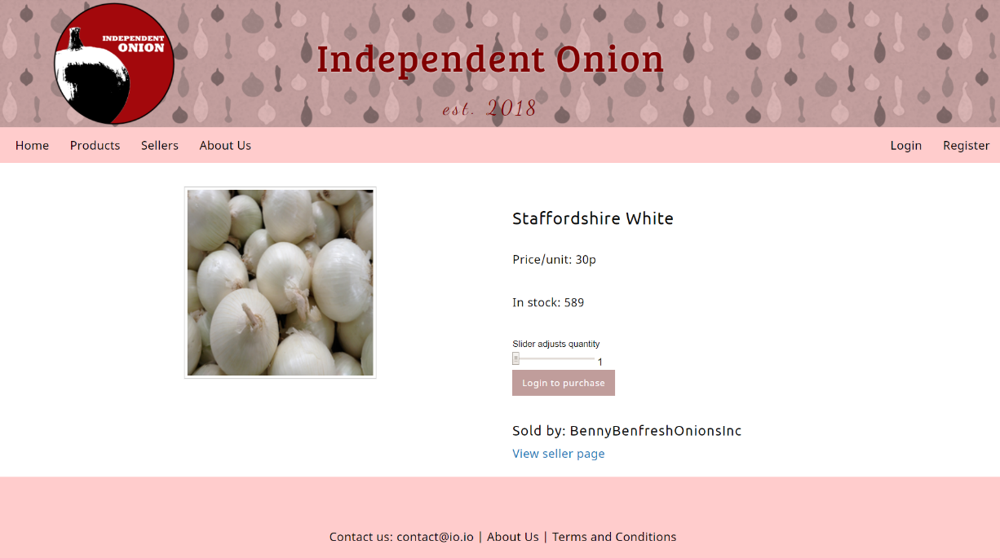 INDEPENDENT
ONION
Independent Onion
est. 2018
Home Products Sellers About Us Login Register
Staffordshire White
Price/unit: 30p
In stock: 589
Slider adjusts quantity
1
Login to purchase
Sold by: BennyBenfreshOnionsInc
View seller page
Contact us: contact@io.io | About Us | Terms and Conditions